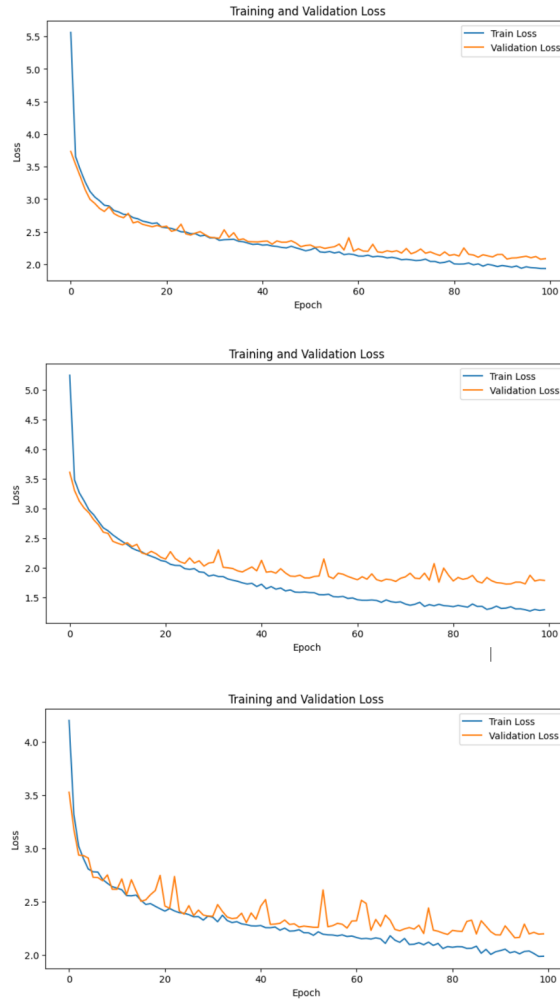 Training and Validation Loss
Train Loss
Validation Loss
5.5
5.0
4.5
4.0
3.5
3.0
2.5
2.0
Loss
0 20 40 60 80 100
Epoch
Training and Validation Loss
Train Loss
Validation Loss
5.0
4.5
4.0
3.5
3.0
2.5
2.0
1.5
Loss
0 20 40 60 80 100
Epoch
Training and Validation Loss
Train Loss
Validation Loss
4.0
3.5
3.0
2.5
2.0
Loss
0 20 40 60 80 100
Epoch